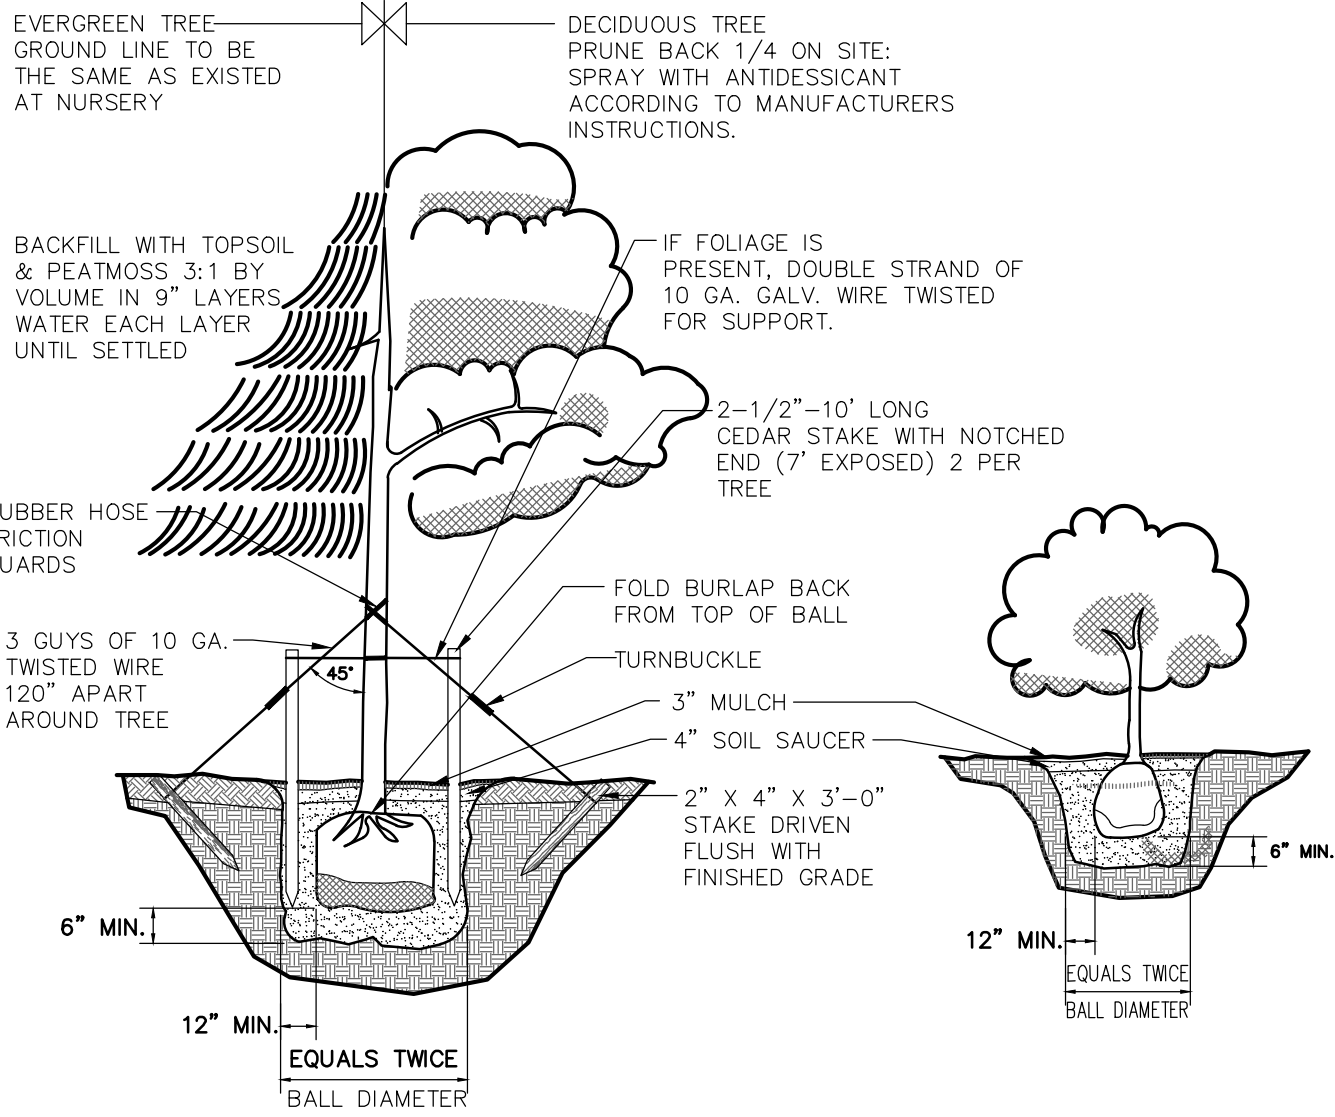 EVERGREEN TREE
GROUND LINE TO BE
THE SAME AS EXISTED
AT NURSERY
DECIDUOUS TREE
PRUNE BACK 1/4 ON SITE:
SPRAY WITH ANTIDESSICANT
ACCORDING TO MANUFACTURERS
INSTRUCTIONS.
BACKFILL WITH TOPSOIL
& PEATMOSS 3:1 BY
VOLUME IN 9" LAYERS
WATER EACH LAYER
UNTIL SETTLED
IF FOLIAGE IS
PRESENT, DOUBLE STRAND OF
10 GA. GALV. WIRE TWISTED
FOR SUPPORT.
2-1/2"-10' LONG
CEDAR STAKE WITH NOTCHED
END (7' EXPOSED) 2 PER
TREE
UBBER HOSE
RICTION
UARDS
FOLD BURLAP BACK
FROM TOP OF BALL
3 GUYS OF 10 GA.
TWISTED WIRE
120" APART
AROUND TREE
45°
TURNBUCKLE
3" MULCH
4" SOIL SAUCER
2" X 4" X 3'-0"
STAKE DRIVEN
FLUSH WITH
FINISHED GRADE
6" MIN.
12" MIN.
EQUALS TWICE
BALL DIAMETER
6" MIN.
12" MIN.
EQUALS TWICE
BALL DIAMETER